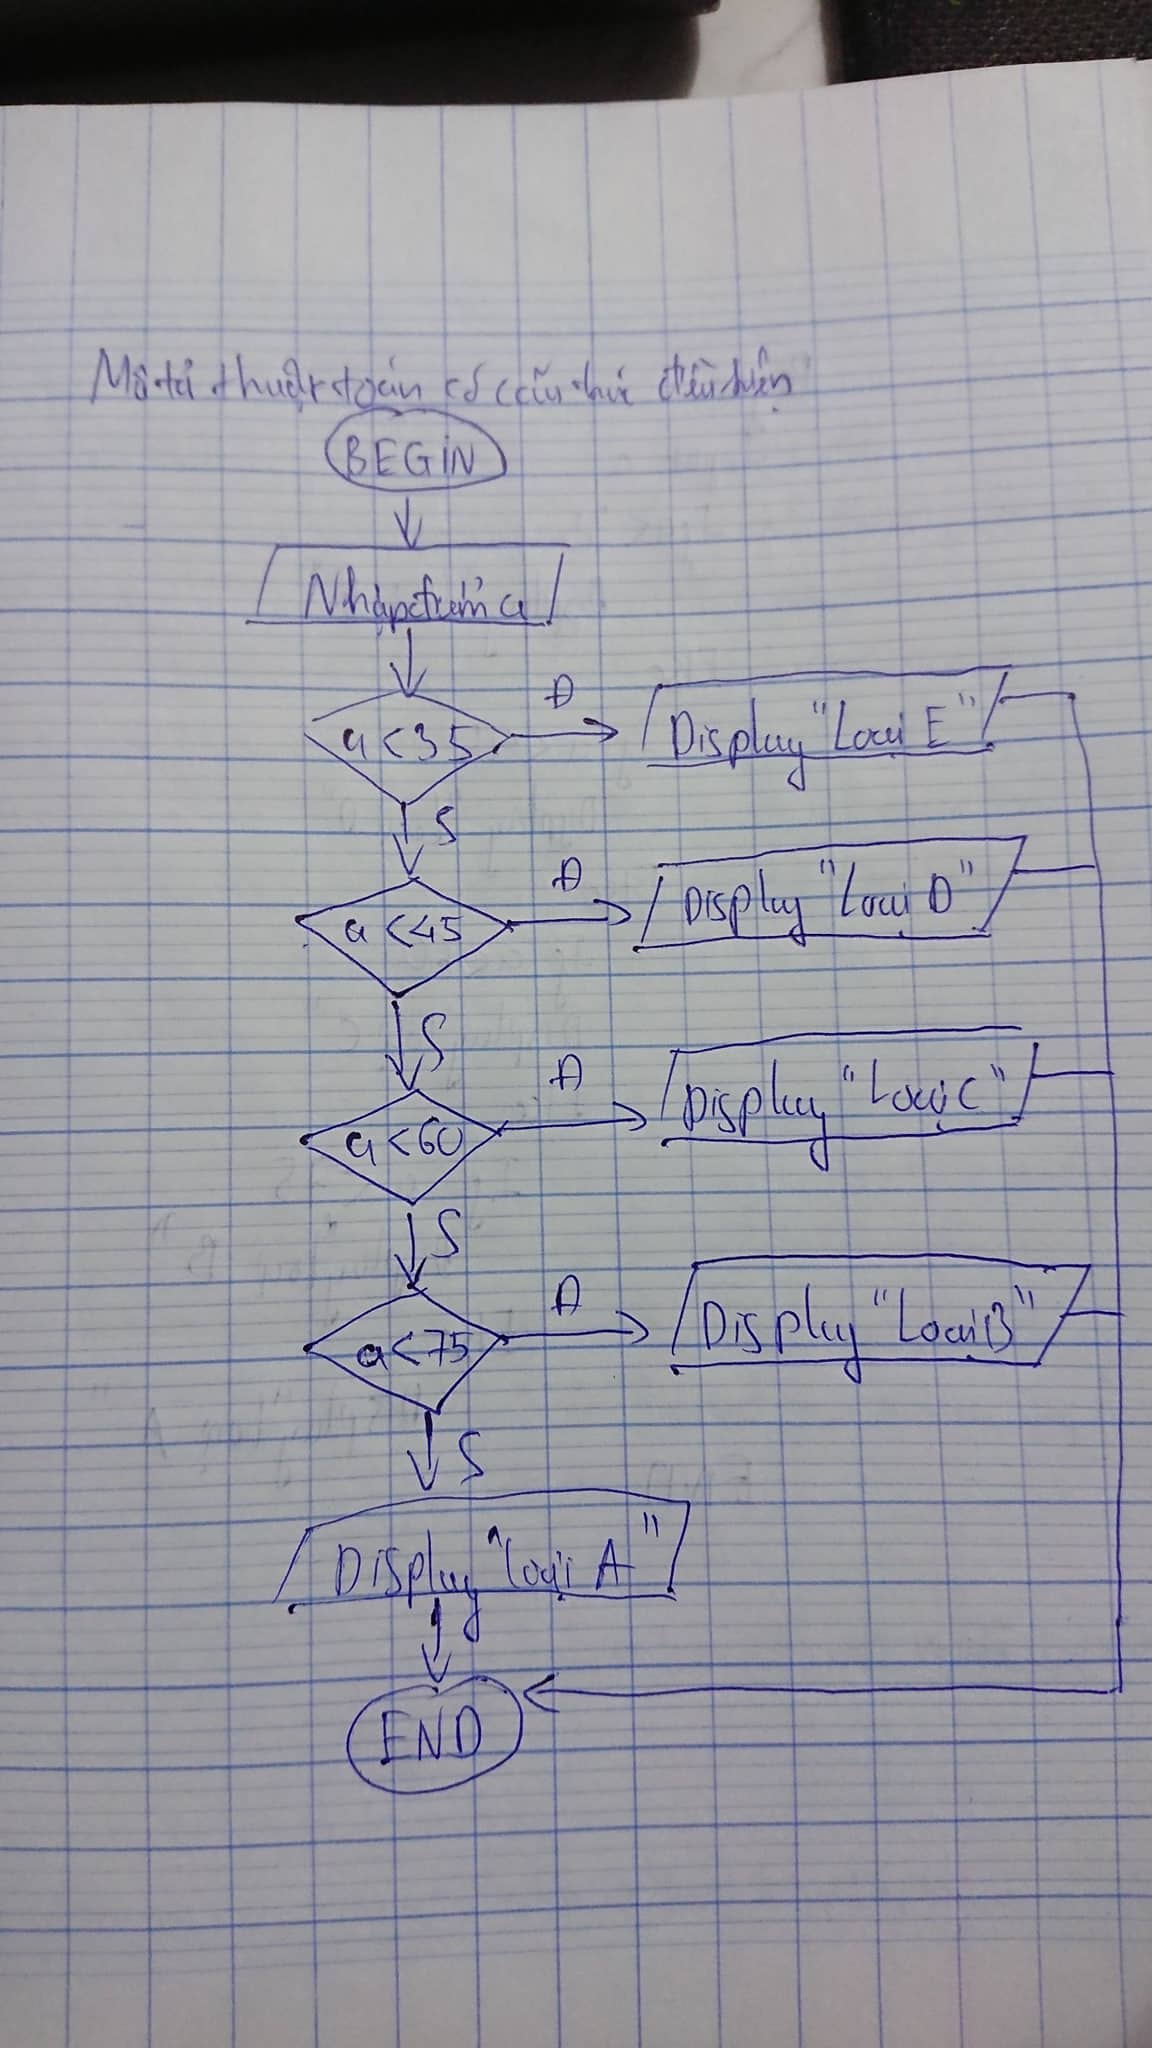 Mô tả thuật toán có cấu trúc điều kiện
BEGIN
Nhập điểm a
a < 35
Đ
Display "Loại E"
S
a < 45
Đ
Display "Loại D"
S
a < 60
Đ
Display "Loại C"
S
a < 75
Đ
Display "Loại B"
S
Display "Loại A"
END